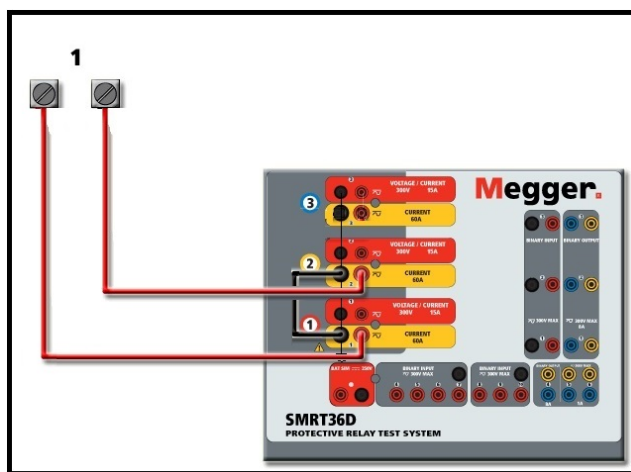 1
3
VOLTAGE / CURRENT
300V 15A
CURRENT
60A
2
VOLTAGE / CURRENT
300V 15A
CURRENT
60A
1
VOLTAGE / CURRENT
300V 15A
CURRENT
60A
Megger.
BINARY INPUT
BINARY OUTPUT
300V MAX
300V MAX
BINARY INPUT
300V MAX
BINARY INPUT
300V MAX
SMRT36D
PROTECTIVE RELAY TEST SYSTEM